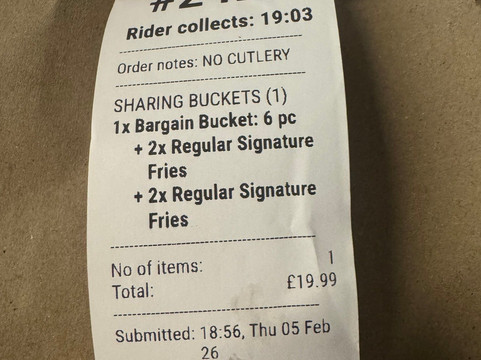 Rider collects: 19:03
Order notes: NO CUTLERY
SHARING BUCKETS (1)
1x Bargain Bucket: 6 pc
+ 2x Regular Signature
Fries
+ 2x Regular Signature
Fries
No of items: 1
Total: £19.99
Submitted: 18:56, Thu 05 Feb
26